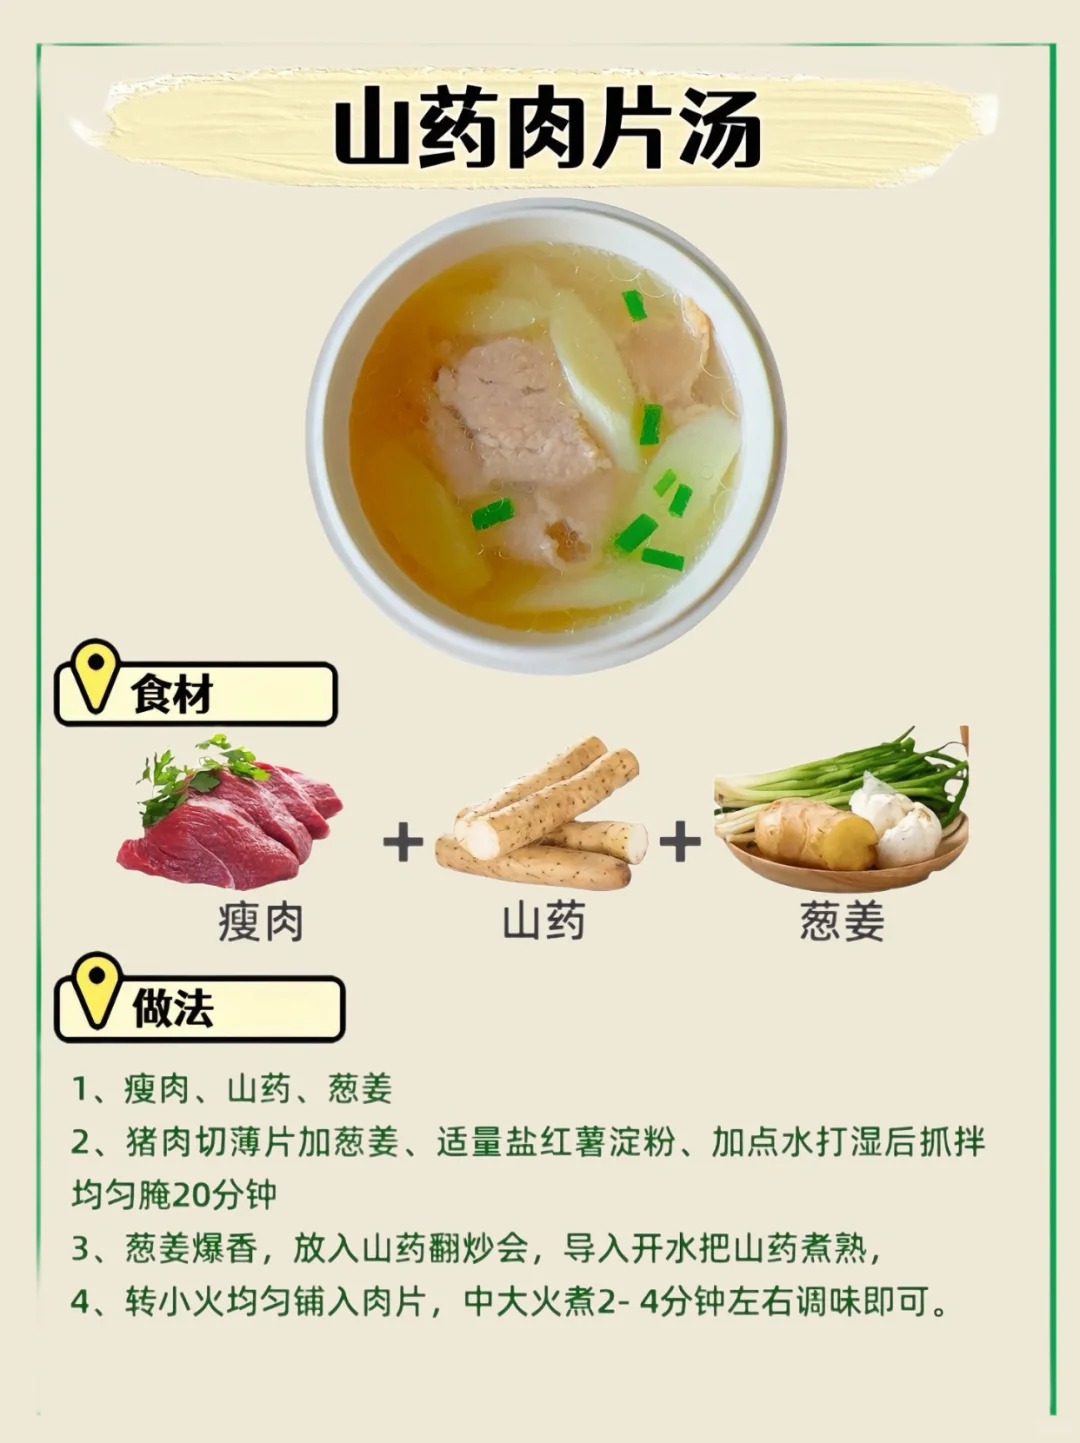 山药肉片汤
食材
瘦肉
山药
葱姜
做法
1、瘦肉、山药、葱姜
2、猪肉切薄片加葱姜、适量盐红薯淀粉、加点水打湿后抓拌
均匀腌20分钟
3、葱姜爆香，放入山药翻炒会，导入开水把山药煮熟，
4、转小火均匀铺入肉片，中大火煮2- 4分钟左右调味即可。